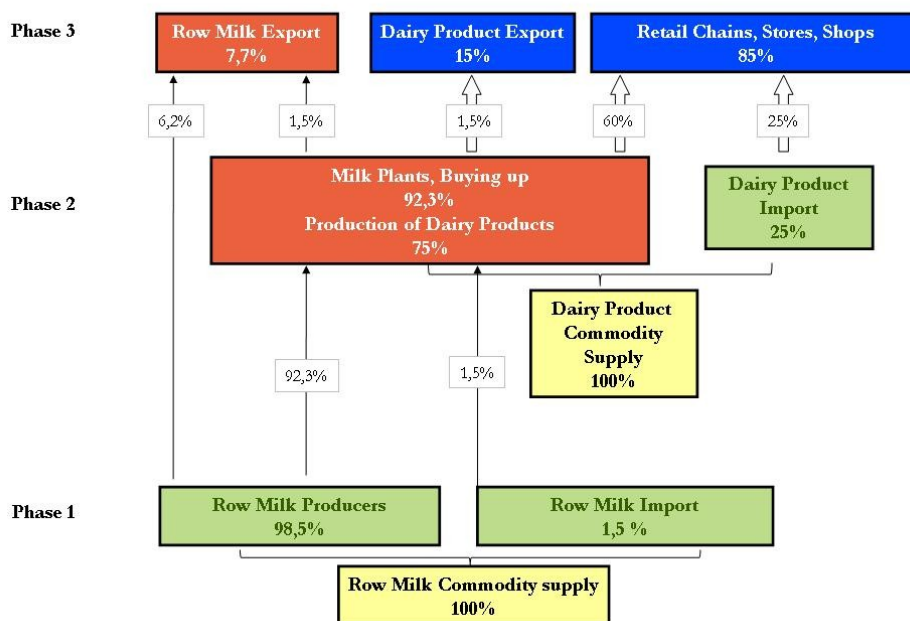 Phase 3
Row Milk Export
7,7%
Dairy Product Export
15%
Retail Chains, Stores, Shops
85%
6,2%
1,5%
1,5%
60%
25%
Phase 2
Milk Plants, Buying up
92,3%
Production of Dairy Products
75%
Dairy Product
Import
25%
Dairy Product
Commodity
Supply
100%
92,3%
1,5%
Phase 1
Row Milk Producers
98,5%
Row Milk Import
1,5 %
Row Milk Commodity supply
100%